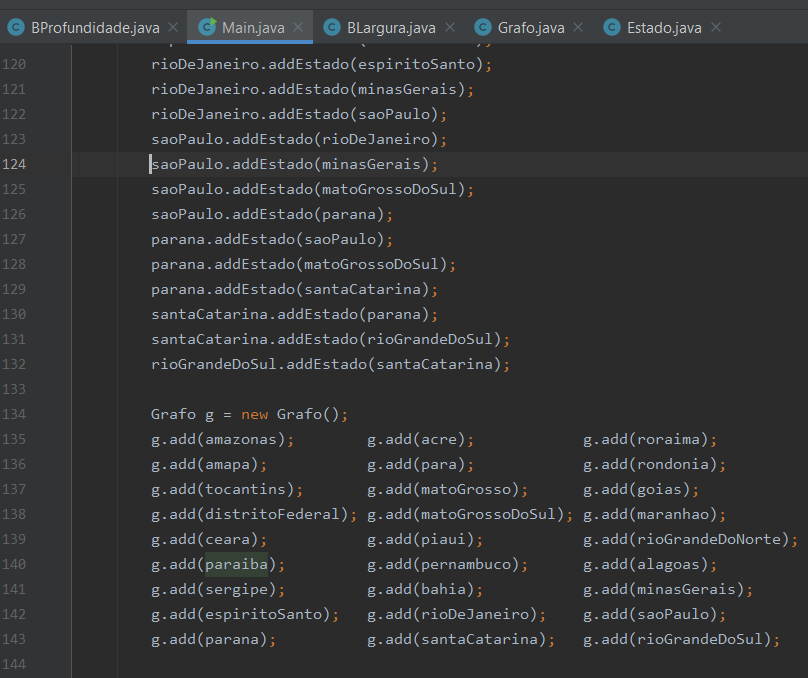 BProfundidade.java × Main.java × BLargura.java × Grafo.java × Estado.java ×
120 rioDeJaneiro.addEstado(espiritoSanto);
121 rioDeJaneiro.addEstado(minasGerais);
122 rioDeJaneiro.addEstado(saoPaulo);
123 saoPaulo.addEstado(rioDeJaneiro);
124 saoPaulo.addEstado(minasGerais);
125 saoPaulo.addEstado(matoGrossoDoSul);
126 saoPaulo.addEstado(parana);
127 parana.addEstado(saoPaulo);
128 parana.addEstado(matoGrossoDoSul);
129 parana.addEstado(santaCatarina);
130 santaCatarina.addEstado(parana);
131 santaCatarina.addEstado(rioGrandeDoSul);
132 rioGrandeDoSul.addEstado(santaCatarina);
133
134 Grafo g = new Grafo();
135 g.add(amazonas); g.add(acre); g.add(roraima);
136 g.add(amapa); g.add(para); g.add(rondonia);
137 g.add(tocantins); g.add(matoGrosso); g.add(goias);
138 g.add(distritoFederal); g.add(matoGrossoDoSul); g.add(maranhao);
139 g.add(ceara); g.add(piaui); g.add(rioGrandeDoNorte);
140 g.add(paraiba); g.add(pernambuco); g.add(alagoas);
141 g.add(sergipe); g.add(bahia); g.add(minasGerais);
142 g.add(espiritoSanto); g.add(rioDeJaneiro); g.add(saoPaulo);
143 g.add(parana); g.add(santaCatarina); g.add(rioGrandeDoSul);
144